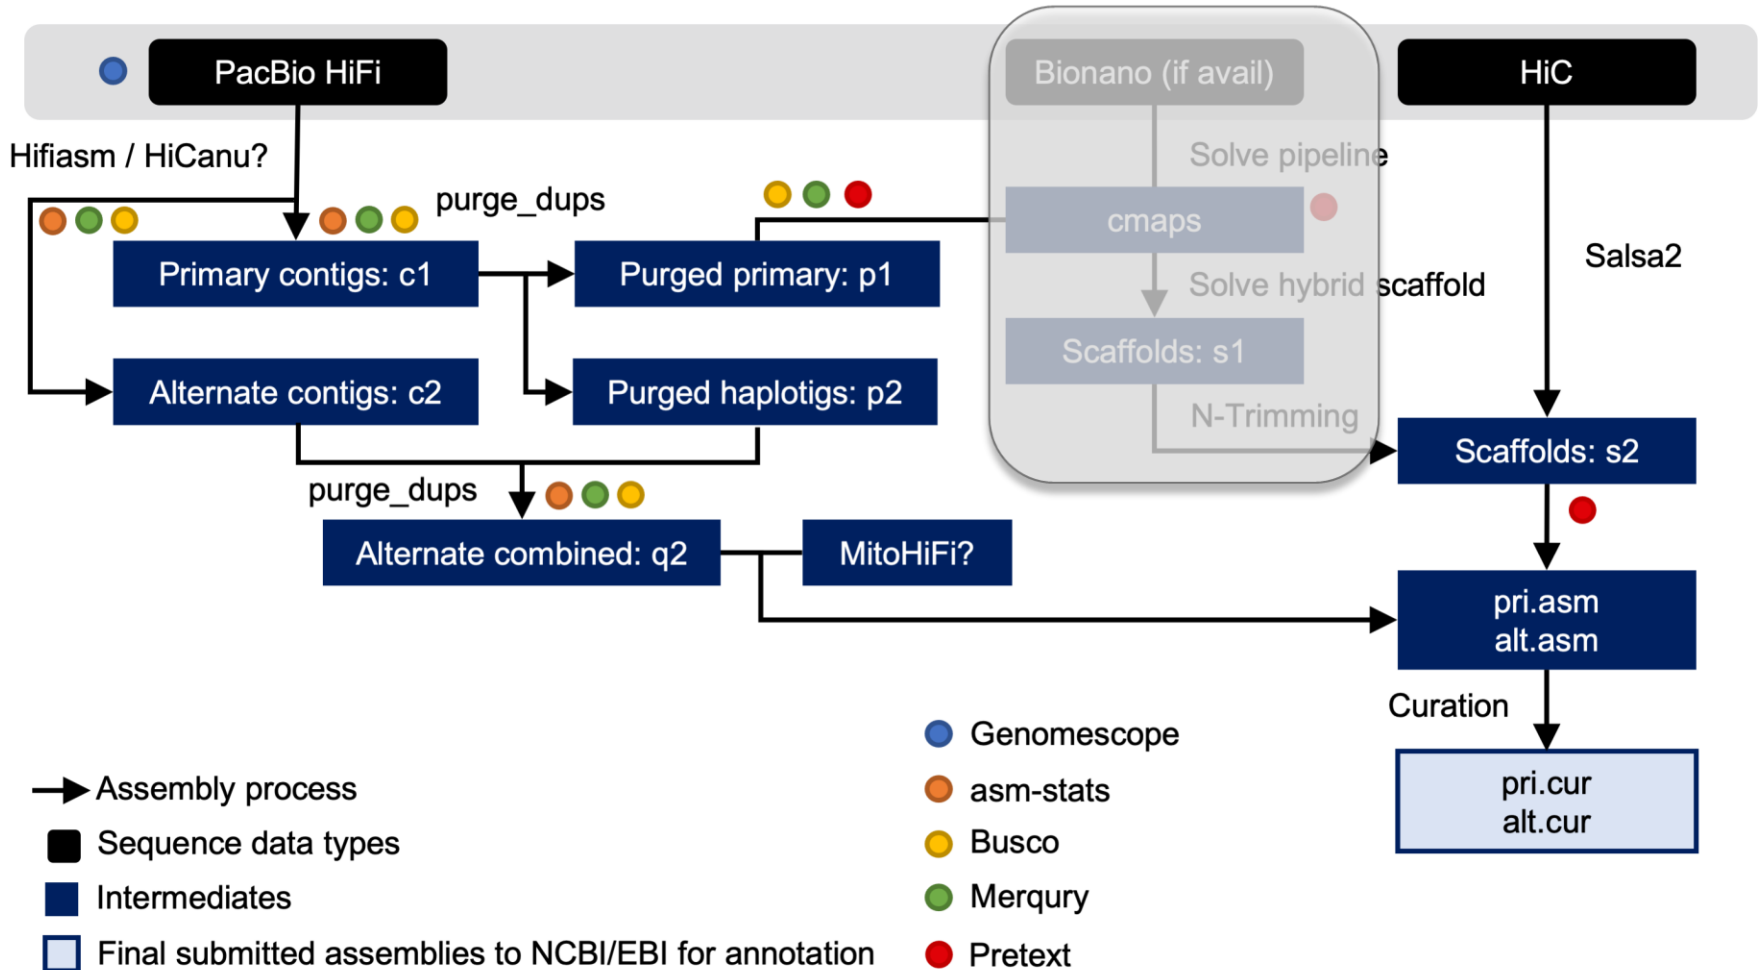 PacBio HiFi
Bionano (if avail)
HiC
Hifiasm / HiCanu?
Solve pipeline
purge_dups
cmaps
Salsa2
Primary contigs: c1
Purged primary: p1
Solve hybrid scaffold
Scaffolds: s1
Alternate contigs: c2
Purged haplotigs: p2
N-Trimming
Scaffolds: s2
purge_dups
Alternate combined: q2
MitoHiFi?
pri.asm
alt.asm
Curation
pri.cur
alt.cur
Assembly process
Sequence data types
Intermediates
Final submitted assemblies to NCBI/EBI for annotation
Genomescope
asm-stats
Busco
Merqury
Pretext